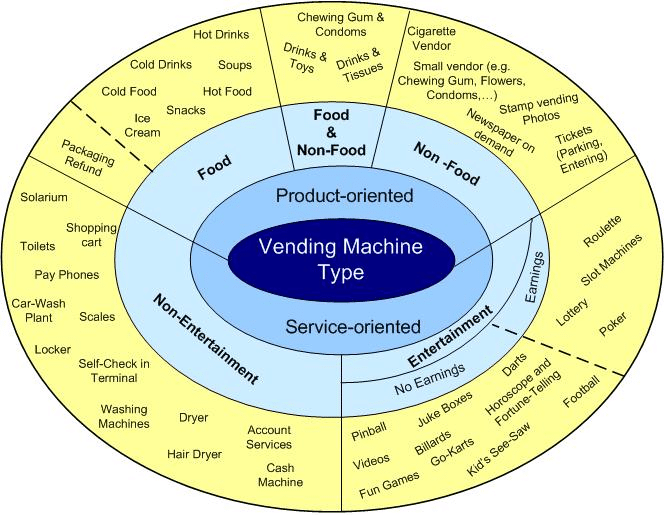 Vending Machine
Type
Product-oriented
Service-oriented
Food
Food
&
Non-Food
Non -Food
Non-Entertainment
Entertainment
Earnings
No Earnings
Hot Drinks
Cold Drinks
Soups
Cold Food
Hot Food
Snacks
Ice
Cream
Packaging
Refund
Chewing Gum &
Condoms
Drinks &
Toys
Drinks &
Tissues
Cigarette
Vendor
Small vendor (e.g.
Chewing Gum, Flowers,
Condoms,...)
Stamp vending
Photos
Newspaper on
demand
Tickets
(Parking,
Entering)
Roulette
Slot Machines
Lottery
Poker
Darts
Horoscope and
Fortune-Telling
Football
Juke Boxes
Pinball
Billards
Go-Karts
Kid's See-Saw
Videos
Fun Games
Solarium
Shopping
cart
Toilets
Pay Phones
Car-Wash
Plant
Scales
Locker
Self-Check in
Terminal
Washing
Machines
Dryer
Account
Services
Hair Dryer
Cash
Machine